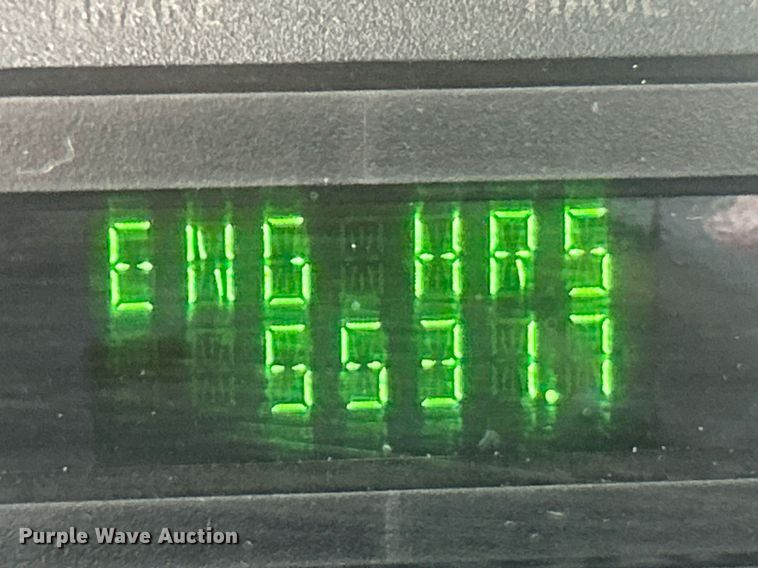 ENG HRS
5531.7
Purple Wave Auction